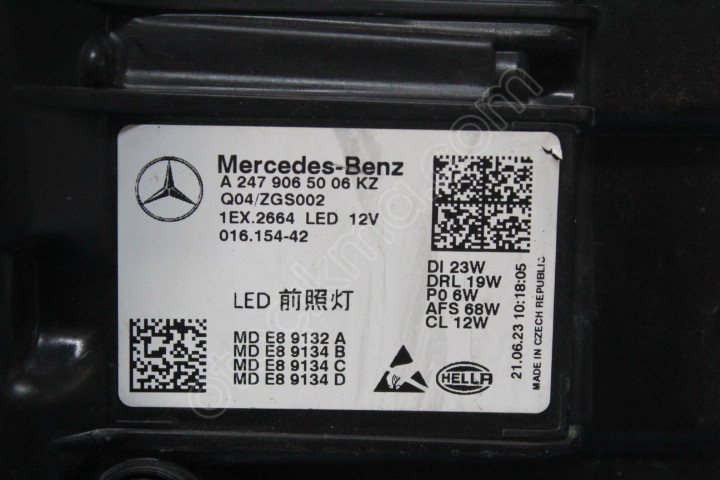 Mercedes-Benz
A 247 906 50 06 KZ
Q04/ZGS002
1EX.2664 LED 12V
016.154-42
LED 前照灯
MD E8 9132 A
MD E8 9134 B
MD E8 9134 C
MD E8 9134 D
DI 23W
DRL 19W
PO 6W
AFS 68W
CL 12W
HELLA
21.06.23 10:18:05
MADE IN CZECH REPUBLIC